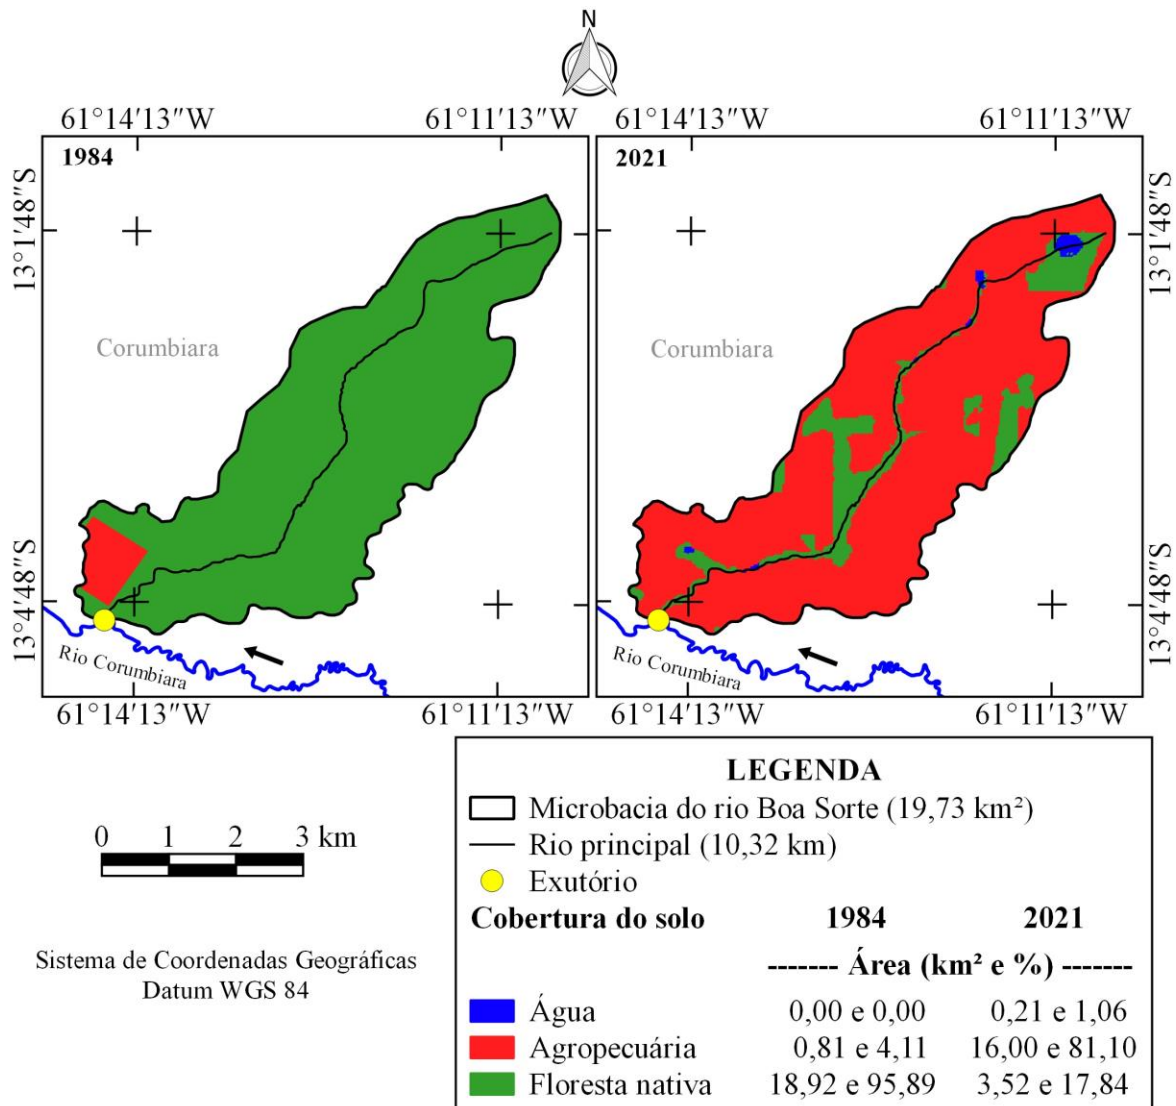 N
61°14'13"W 61°11'13"W 61°14'13"W 61°11'13"W
1984
2021
13°1'48"S
13°1'48"S
Corumbiara
Corumbiara
13°4'48"S
13°4'48"S
Rio Corumbiara
Rio Corumbiara
61°14'13"W 61°11'13"W 61°14'13"W 61°11'13"W
0 1 2 3 km
Sistema de Coordenadas Geográficas
Datum WGS 84
LEGENDA
Microbacia do rio Boa Sorte (19,73 km²)
Rio principal (10,32 km)
Exutório
Cobertura do solo 1984 2021
------- Área (km² e %) -------
Água 0,00 e 0,00 0,21 e 1,06
Agropecuária 0,81 e 4,11 16,00 e 81,10
Floresta nativa 18,92 e 95,89 3,52 e 17,84